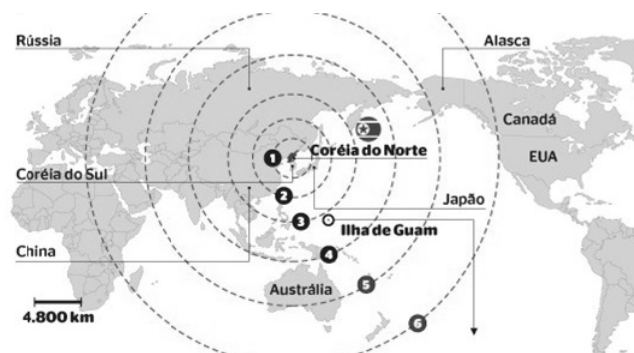 Rússia
Alasca
Canadá
EUA
1
Coréia do Norte
Coréia do Sul
2
Japão
3
Ilha de Guam
China
4
Austrália
5
4.800 km
6